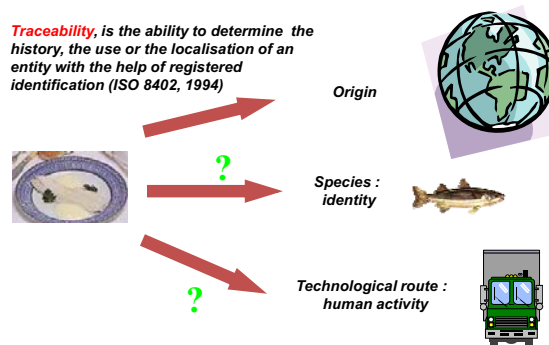 Traceability, is the ability to determine the
history, the use or the localisation of an
entity with the help of registered
identification (ISO 8402, 1994)
Origin
?
Species :
identity
Technological route :
human activity
?